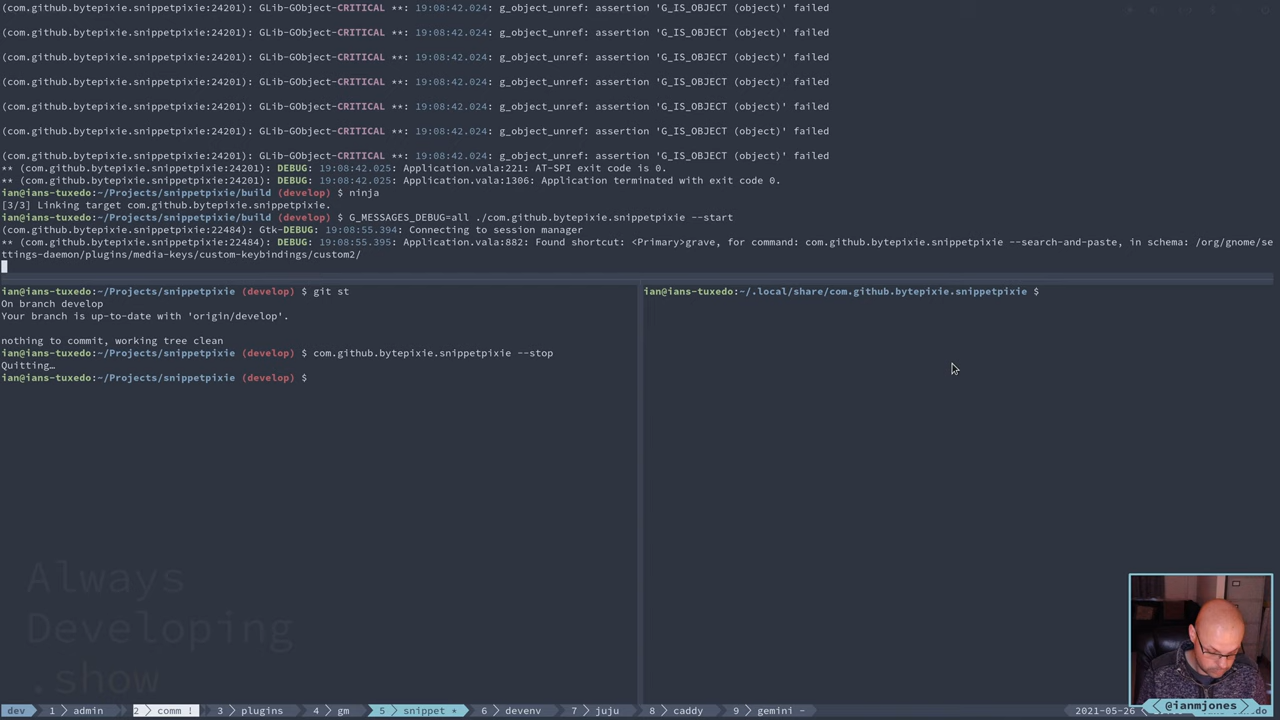 (com.github.bytepixie.snippetpixie:24201): GLib-GObject-CRITICAL **: 19:08:42.024: g_object_unref: assertion 'G_IS_OBJECT (object)' failed
(com.github.bytepixie.snippetpixie:24201): GLib-GObject-CRITICAL **: 19:08:42.024: g_object_unref: assertion 'G_IS_OBJECT (object)' failed
(com.github.bytepixie.snippetpixie:24201): GLib-GObject-CRITICAL **: 19:08:42.024: g_object_unref: assertion 'G_IS_OBJECT (object)' failed
(com.github.bytepixie.snippetpixie:24201): GLib-GObject-CRITICAL **: 19:08:42.024: g_object_unref: assertion 'G_IS_OBJECT (object)' failed
(com.github.bytepixie.snippetpixie:24201): GLib-GObject-CRITICAL **: 19:08:42.024: g_object_unref: assertion 'G_IS_OBJECT (object)' failed
(com.github.bytepixie.snippetpixie:24201): GLib-GObject-CRITICAL **: 19:08:42.024: g_object_unref: assertion 'G_IS_OBJECT (object)' failed
(com.github.bytepixie.snippetpixie:24201): GLib-GObject-CRITICAL **: 19:08:42.024: g_object_unref: assertion 'G_IS_OBJECT (object)' failed
** (com.github.bytepixie.snippetpixie:24201): DEBUG: 19:08:42.025: Application.vala:221: AT-SPI exit code is 0.
** (com.github.bytepixie.snippetpixie:24201): DEBUG: 19:08:42.025: Application.vala:1306: Application terminated with exit code 0.
ian@ians-tuxedo:~/Projects/snippetpixie/build (develop) $ ninja
[3/3] Linking target com.github.bytepixie.snippetpixie.
ian@ians-tuxedo:~/Projects/snippetpixie/build (develop) $ G_MESSAGES_DEBUG=all ./com.github.bytepixie.snippetpixie --start
(com.github.bytepixie.snippetpixie:22484): Gtk-DEBUG: 19:08:55.394: Connecting to session manager
** (com.github.bytepixie.snippetpixie:22484): DEBUG: 19:08:55.395: Application.vala:882: Found shortcut: <Primary>grave, for command: com.github.bytepixie.snippetpixie --search-and-paste, in schema: /org/gnome/se
ttings-daemon/plugins/media-keys/custom-keybindings/custom2/
ian@ians-tuxedo:~/Projects/snippetpixie (develop) $ git st
On branch develop
Your branch is up-to-date with 'origin/develop'.
nothing to commit, working tree clean
ian@ians-tuxedo:~/Projects/snippetpixie (develop) $ com.github.bytepixie.snippetpixie --stop
Quitting…
ian@ians-tuxedo:~/Projects/snippetpixie (develop) $
ian@ians-tuxedo:~/.local/share/com.github.bytepixie.snippetpixie $
Always
Developing
.show
@ianmjones
dev 1 admin 2 comm ! 3 plugins 4 gm 5 snippet * 6 devenv 7 juju 8 caddy 9 gemini - 2021-05-26